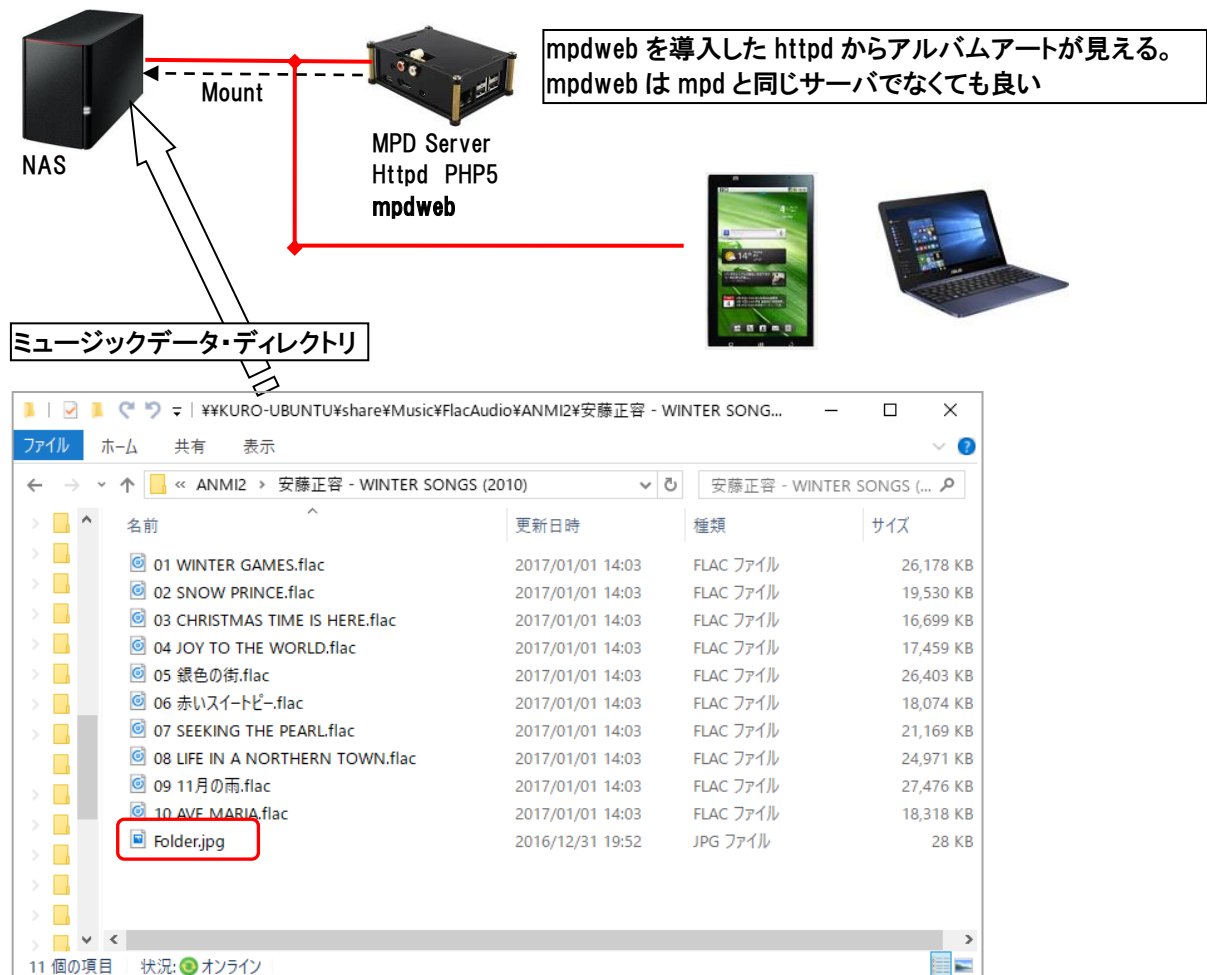 mpdweb を導入した httpd からアルバムアートが見える。
mpdweb は mpd と同じサーバでなくても良い
Mount
NAS
MPD Server
Httpd PHP5
mpdweb
ミュージックデータ・ディレクトリ
¥¥KURO-UBUNTU¥share¥Music¥FlacAudio¥ANMI2¥安藤正容 - WINTER SONG...
ファイル ホーム 共有 表示
« ANMI2 › 安藤正容 - WINTER SONGS (2010) 安藤正容 - WINTER SONGS (...
名前 更新日時 種類 サイズ
01 WINTER GAMES.flac 2017/01/01 14:03 FLAC ファイル 26,178 KB
02 SNOW PRINCE.flac 2017/01/01 14:03 FLAC ファイル 19,530 KB
03 CHRISTMAS TIME IS HERE.flac 2017/01/01 14:03 FLAC ファイル 16,699 KB
04 JOY TO THE WORLD.flac 2017/01/01 14:03 FLAC ファイル 17,459 KB
05 銀色の街.flac 2017/01/01 14:03 FLAC ファイル 26,403 KB
06 赤いスイートピー.flac 2017/01/01 14:03 FLAC ファイル 18,074 KB
07 SEEKING THE PEARL.flac 2017/01/01 14:03 FLAC ファイル 21,169 KB
08 LIFE IN A NORTHERN TOWN.flac 2017/01/01 14:03 FLAC ファイル 24,971 KB
09 11月の雨.flac 2017/01/01 14:03 FLAC ファイル 27,476 KB
10 AVE MARIA.flac 2017/01/01 14:03 FLAC ファイル 18,318 KB
Folder.jpg 2016/12/31 19:52 JPG ファイル 28 KB
11 個の項目 状況: オンライン